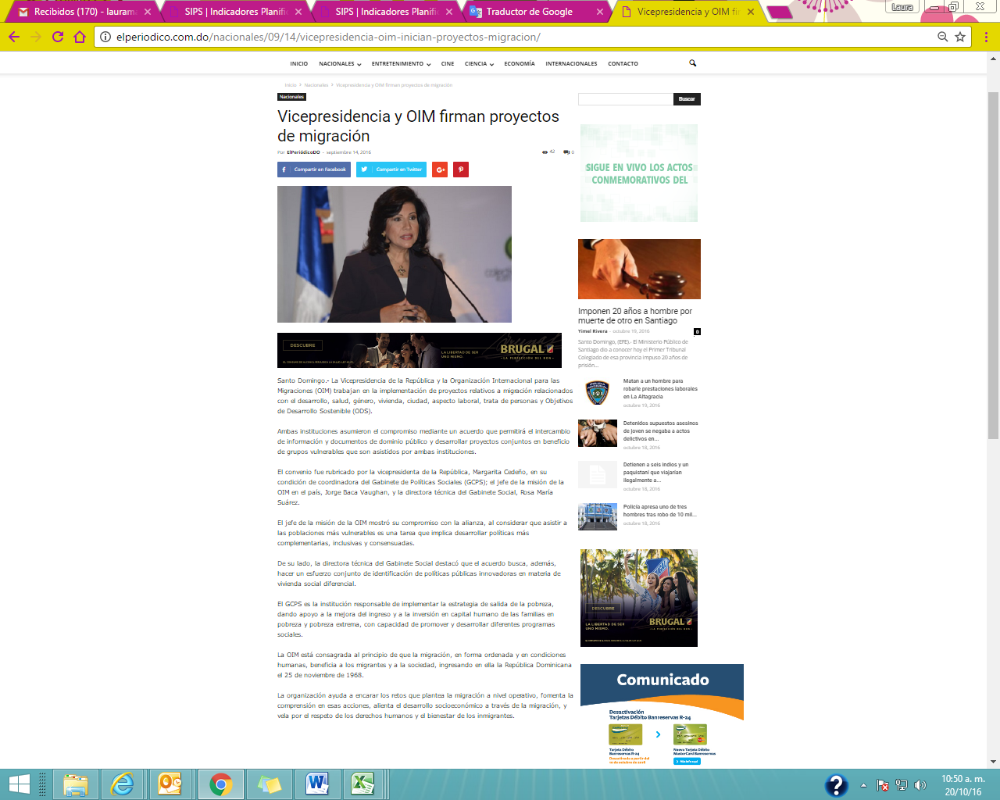 Recibidos (170) - laurama
SIPS | Indicadores Planifi
SIPS | Indicadores Planific
Traductor de Google
Vicepresidencia y OIM fir
Laura
elperiodico.com.do/nacionales/09/14/vicepresidencia-oim-inician-proyectos-migracion/
INICIO NACIONALES ENTRETENIMIENTO CINE CIENCIA ECONOMÍA INTERNACIONALES CONTACTO
Inicio > Nacionales > Vicepresidencia y OIM firman proyectos de migración
Nacionales
Vicepresidencia y OIM firman proyectos
de migración
Por ElPeriódicoDO - septiembre 14, 2016 42 0
Compartir en Facebook Compartir en Twitter
DESCUBRE
LA LIBERTAD DE SER
UNO MISMO.
BRUGAL
• LA PERFECCIÓN DEL RON •
EL CONSUMO DE ALCOHOL PERJUDICA LA SALUD. LEY 42-01.
Santo Domingo.- La Vicepresidencia de la República y la Organización Internacional para las
Migraciones (OIM) trabajan en la implementación de proyectos relativos a migración relacionados
con el desarrollo, salud, género, vivienda, ciudad, aspecto laboral, trata de personas y Objetivos
de Desarrollo Sostenible (ODS).
Ambas instituciones asumieron el compromiso mediante un acuerdo que permitirá el intercambio
de información y documentos de dominio público y desarrollar proyectos conjuntos en beneficio
de grupos vulnerables que son asistidos por ambas instituciones.
El convenio fue rubricado por la vicepresidenta de la República, Margarita Cedeño, en su
condición de coordinadora del Gabinete de Políticas Sociales (GCPS); el jefe de la misión de la
OIM en el país, Jorge Baca Vaughan, y la directora técnica del Gabinete Social, Rosa María
Suárez.
El jefe de la misión de la OIM mostró su compromiso con la alianza, al considerar que asistir a
las poblaciones más vulnerables es una tarea que implica desarrollar políticas más
complementarias, inclusivas y consensuadas.
De su lado, la directora técnica del Gabinete Social destacó que el acuerdo busca, además,
hacer un esfuerzo conjunto de identificación de políticas públicas innovadoras en materia de
vivienda social diferencial.
El GCPS es la institución responsable de implementar la estrategia de salida de la pobreza,
dando apoyo a la mejora del ingreso y a la inversión en capital humano de las familias en
pobreza y pobreza extrema, con capacidad de promover y desarrollar diferentes programas
sociales.
La OIM está consagrada al principio de que la migración, en forma ordenada y en condiciones
humanas, beneficia a los migrantes y a la sociedad, ingresando en ella la República Dominicana
el 25 de noviembre de 1968.
La organización ayuda a encarar los retos que plantea la migración a nivel operativo, fomenta la
comprensión en esas acciones, alienta el desarrollo socioeconómico a través de la migración, y
vela por el respeto de los derechos humanos y el bienestar de los inmigrantes.
Buscar
SIGUE EN VIVO LOS ACTOS
CONMEMORATIVOS DEL
Imponen 20 años a hombre por
muerte de otro en Santiago
Yimel Rivera - octubre 19, 2016 0
Santo Domingo, (EFE).- El Ministerio Público de
Santiago dio a conocer hoy el Primer Tribunal
Colegiado de esa provincia impuso 20 años de
prisión...
Matan a un hombre para
robarle prestaciones laborales
en La Altagracia
octubre 19, 2016
Detenidos supuestos asesinos
de joven se negaba a actos
delictivos en...
octubre 18, 2016
Detienen a seis indios y un
paquistaní que viajarían
ilegalmente a...
octubre 18, 2016
Policía apresa uno de tres
hombres tras robo de 10 mil...
octubre 18, 2016
DESCUBRE
LA LIBERTAD DE SER
UNO MISMO.
BRUGAL
• LA PERFECCIÓN DEL RON •
Comunicado
Desactivación
Tarjetas Débito Banreservas R-24
Tarjeta Débito
Banreservas R-24
Desactivada a partir del
10 de octubre de 2016
Nueva Tarjeta Débito
MasterCard Banreservas
10:50 a. m.
20/10/16